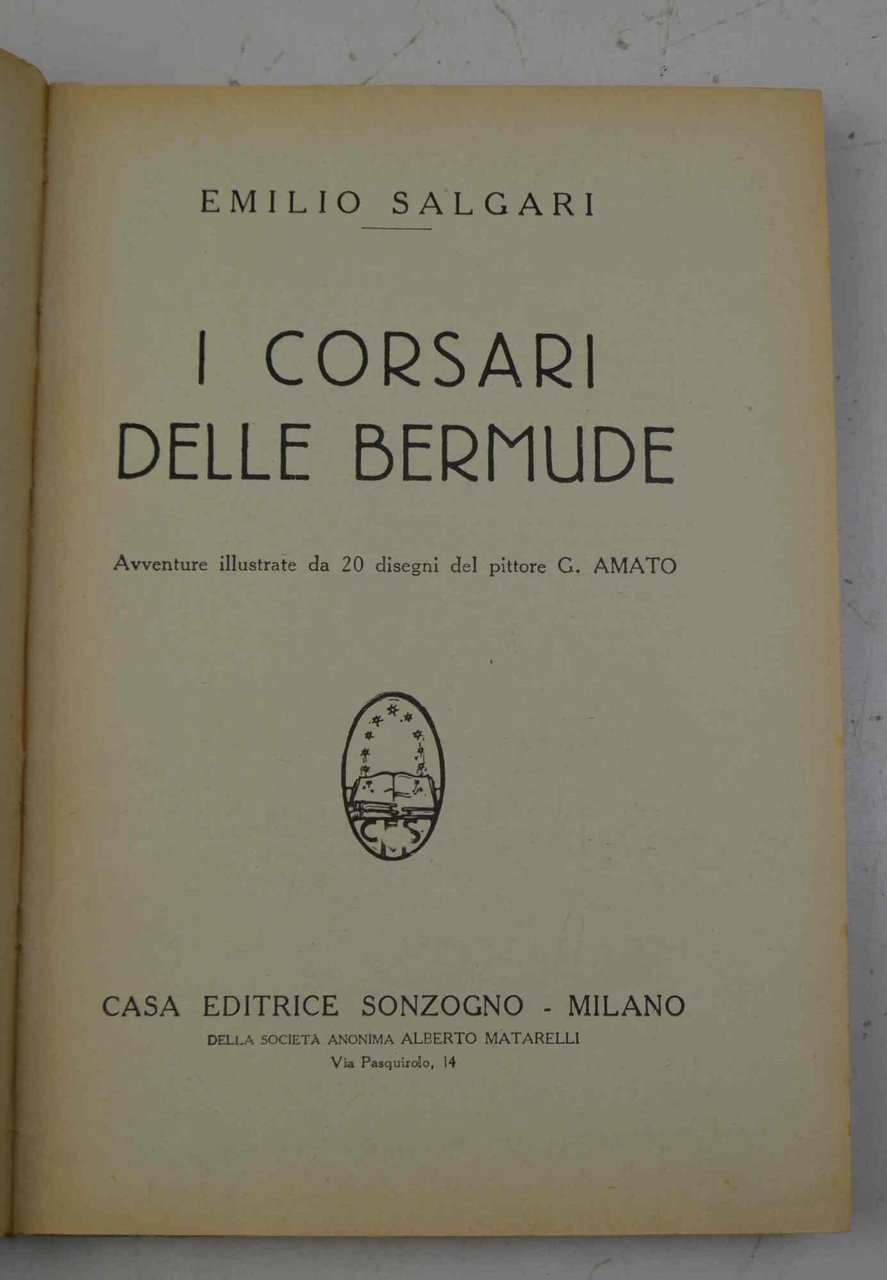 EMILIO SALGARI
I CORSARI
DELLE BERMUDE
Avventure illustrate da 20 disegni del pittore G. AMATO
CES
CASA EDITRICE SONZOGNO - MILANO
DELLA SOCIETÀ ANONIMA ALBERTO MATARELLI
Via Pasquirolo, 14